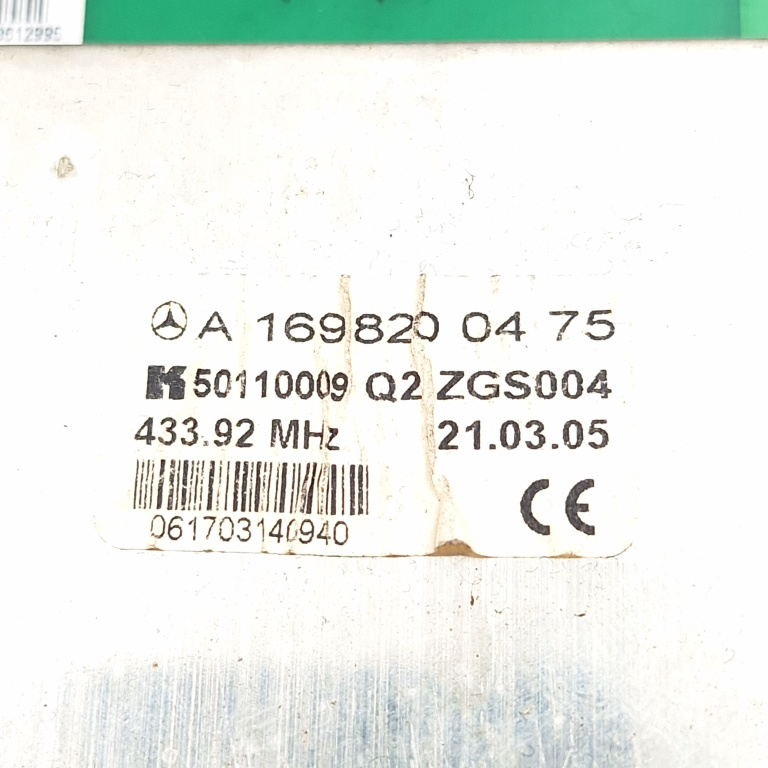 A 169820 04 75
K 50110009 Q2 ZGS004
433.92 MHz 21.03.05
061703140940
CE